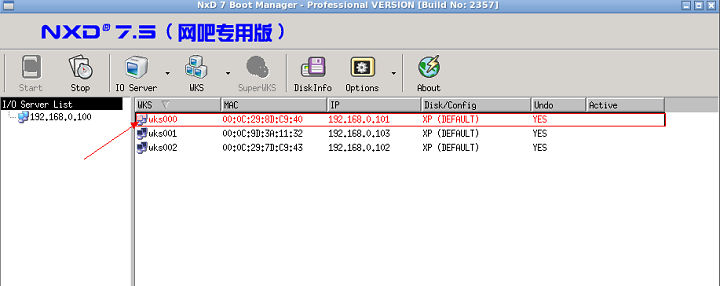 NxD 7 Boot Manager - Professional VERSION [Build No: 2357]
NXD 7.5 (网吧专用版)
Start Stop IO Server WKS SuperWKS DiskInfo Options About
I/O Server List WKS MAC IP Disk/Config Undo Active
192.168.0.100 wks000 00:0C:29:8D:C9:40 192.168.0.101 XP (DEFAULT) YES
wks001 00:0C:9D:3A:11:32 192.168.0.103 XP (DEFAULT) YES
wks002 00:0C:29:7D:C9:43 192.168.0.102 XP (DEFAULT) YES